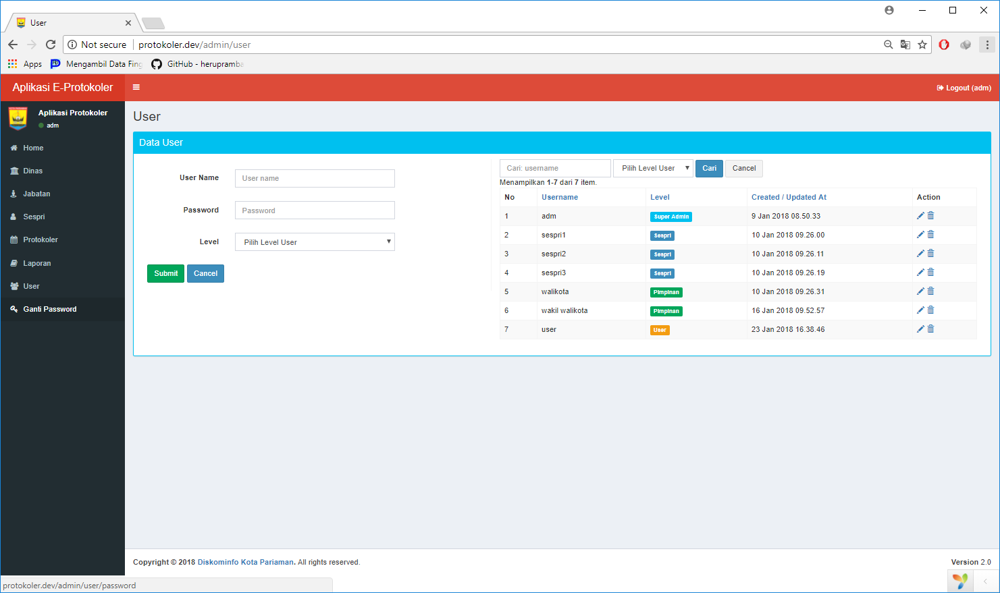 User
Not secure protokoler.dev/admin/user
Apps Mengambil Data Fing GitHub - herupramba
Aplikasi E-Protokoler
Logout (adm)
Aplikasi Protokoler
adm
Home
Dinas
Jabatan
Sespri
Protokoler
Laporan
User
Ganti Password
User
Data User
User Name User name
Password Password
Level Pilih Level User
Submit Cancel
Cari: username Pilih Level User Cari Cancel
Menampilkan 1-7 dari 7 item.
No Username Level Created / Updated At Action
1 adm Super Admin 9 Jan 2018 08.50.33
2 sespri1 Sespri 10 Jan 2018 09.26.00
3 sespri2 Sespri 10 Jan 2018 09.26.11
4 sespri3 Sespri 10 Jan 2018 09.26.19
5 walikota Pimpinan 10 Jan 2018 09.26.31
6 wakil walikota Pimpinan 16 Jan 2018 09.52.57
7 user User 23 Jan 2018 16.38.46
Copyright © 2018 Diskominfo Kota Pariaman. All rights reserved.
Version 2.0
protokoler.dev/admin/user/password